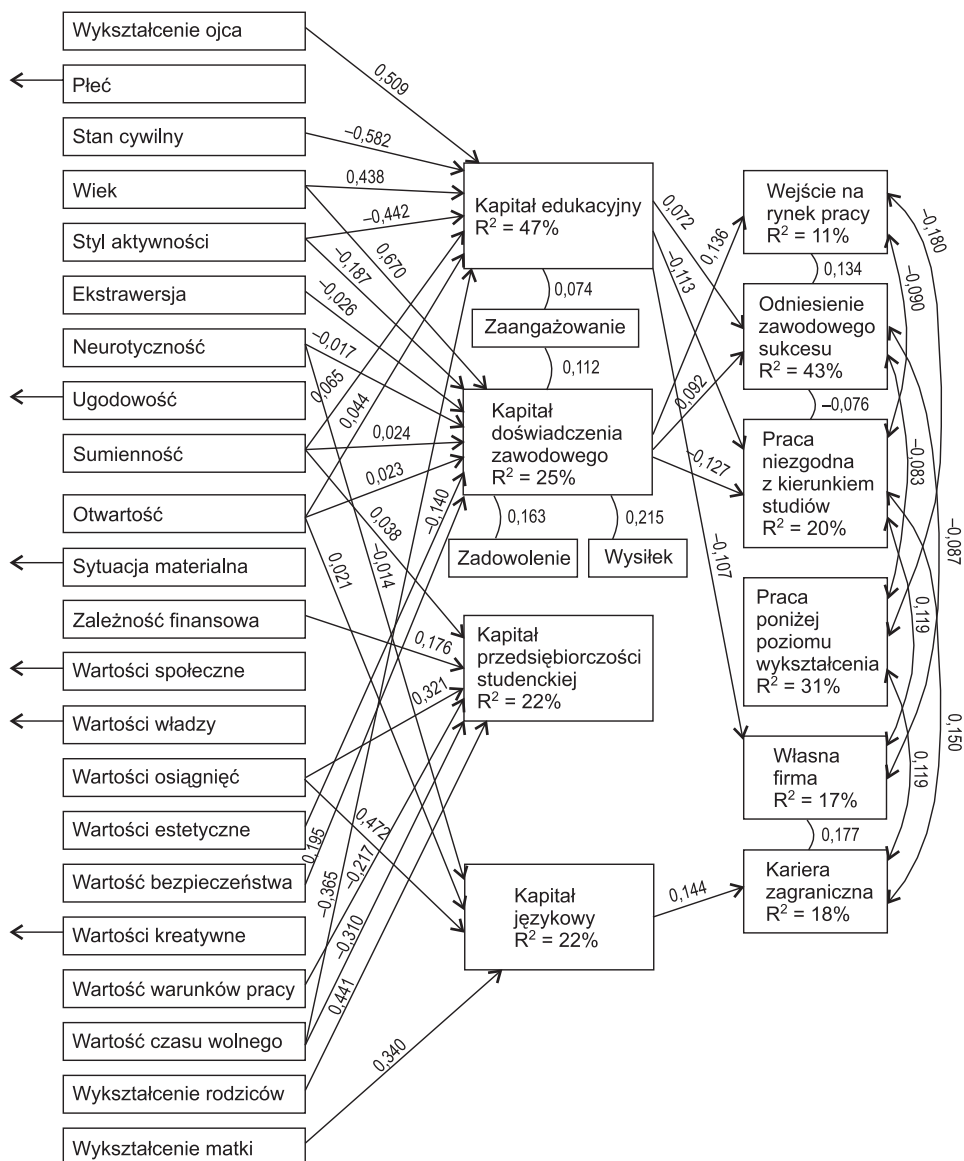 Wykształcenie ojca
Płeć
Stan cywilny
Wiek
Styl aktywności
Ekstrawersja
Neurotyczność
Ugodowość
Sumienność
Otwartość
Sytuacja materialna
Zależność finansowa
Wartości społeczne
Wartości władzy
Wartości osiągnięć
Wartości estetyczne
Wartość bezpieczeństwa
Wartości kreatywne
Wartość warunków pracy
Wartość czasu wolnego
Wykształcenie rodziców
Wykształcenie matki
0,509
–0,582
0,438
–0,442
0,670
–0,187
–0,026
–0,017
0,065
0,044
0,024
0,023
0,038
–0,140
–0,014
0,021
0,176
0,321
0,472
0,195
–0,365
–0,217
–0,310
0,441
0,340
Kapitał edukacyjny
R² = 47%
0,074
Zaangażowanie
0,112
Kapitał
doświadczenia
zawodowego
R² = 25%
0,163
0,215
Zadowolenie
Wysiłek
Kapitał
przedsiębiorczości
studenckiej
R² = 22%
Kapitał
językowy
R² = 22%
0,072
0,136
–0,113
0,092
–0,127
–0,107
0,144
Wejście na
rynek pracy
R² = 11%
0,134
Odniesienie
zawodowego
sukcesu
R² = 43%
–0,076
Praca
niezgodna
z kierunkiem
studiów
R² = 20%
Praca
poniżej
poziomu
wykształcenia
R² = 31%
Własna
firma
R² = 17%
0,177
Kariera
zagraniczna
R² = 18%
–0,180
–0,090
–0,083
–0,087
0,119
0,150
0,119